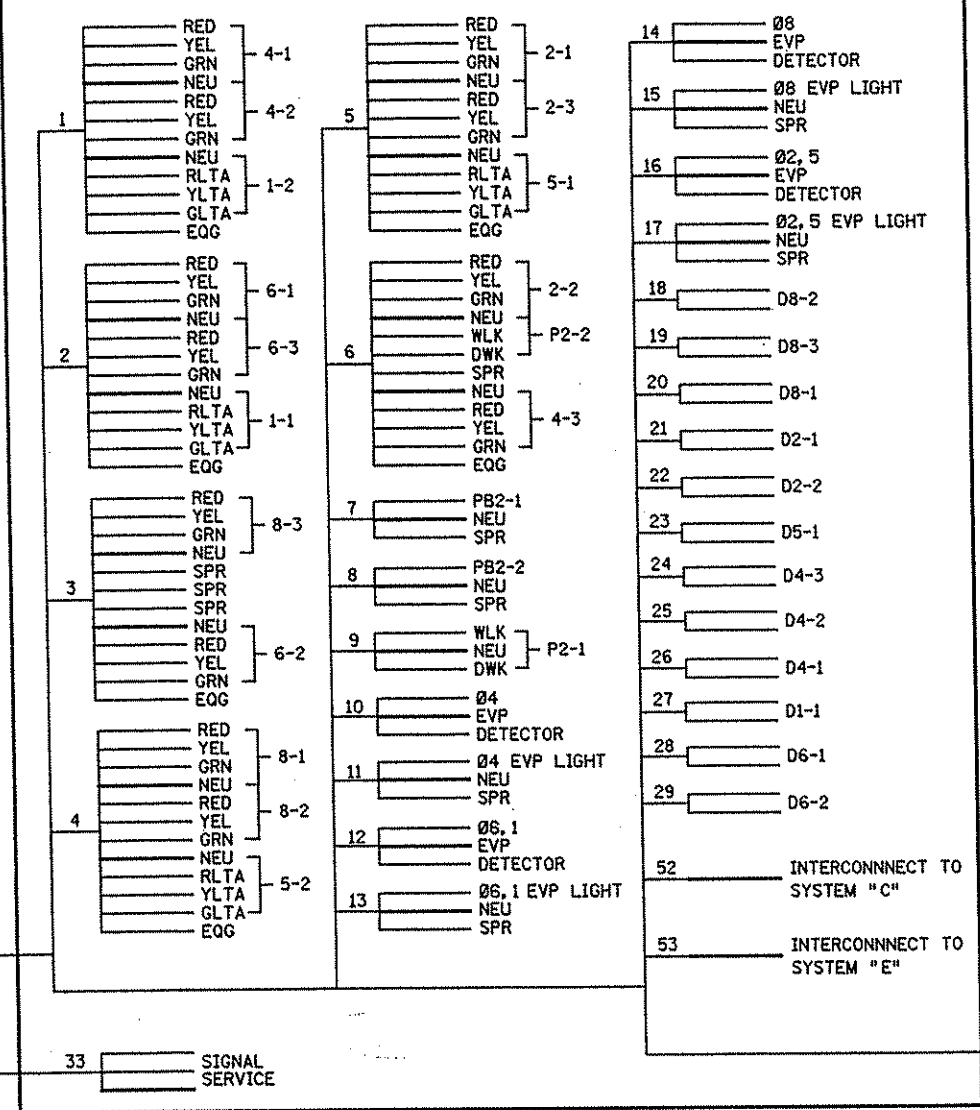 1
RED
YEL
GRN
NEU
RED
YEL
GRN
NEU
RLTA
YLTA
GLTA
EQG
4-1
4-2
1-2
2
RED
YEL
GRN
NEU
RED
YEL
GRN
NEU
RLTA
YLTA
GLTA
EQG
6-1
6-3
1-1
3
RED
YEL
GRN
NEU
SPR
SPR
SPR
NEU
RED
YEL
GRN
EQG
8-3
6-2
4
RED
YEL
GRN
NEU
RED
YEL
GRN
NEU
RLTA
YLTA
GLTA
EQG
8-1
8-2
5-2
33
SIGNAL
SERVICE
5
RED
YEL
GRN
NEU
RED
YEL
GRN
NEU
RLTA
YLTA
GLTA
EQG
2-1
2-3
5-1
6
RED
YEL
GRN
NEU
WLK
DWK
SPR
NEU
RED
YEL
GRN
EQG
2-2
P2-2
4-3
7
PB2-1
NEU
SPR
8
PB2-2
NEU
SPR
9
WLK
NEU
DWK
P2-1
10
Ø4
EVP
DETECTOR
11
Ø4 EVP LIGHT
NEU
SPR
12
Ø6,1
EVP
DETECTOR
13
Ø6,1 EVP LIGHT
NEU
SPR
14
Ø8
EVP
DETECTOR
15
Ø8 EVP LIGHT
NEU
SPR
16
Ø2,5
EVP
DETECTOR
17
Ø2,5 EVP LIGHT
NEU
SPR
18 D8-2
19 D8-3
20 D8-1
21 D2-1
22 D2-2
23 D5-1
24 D4-3
25 D4-2
26 D4-1
27 D1-1
28 D6-1
29 D6-2
52 INTERCONNNECT TO
SYSTEM "C"
53 INTERCONNNECT TO
SYSTEM "E"